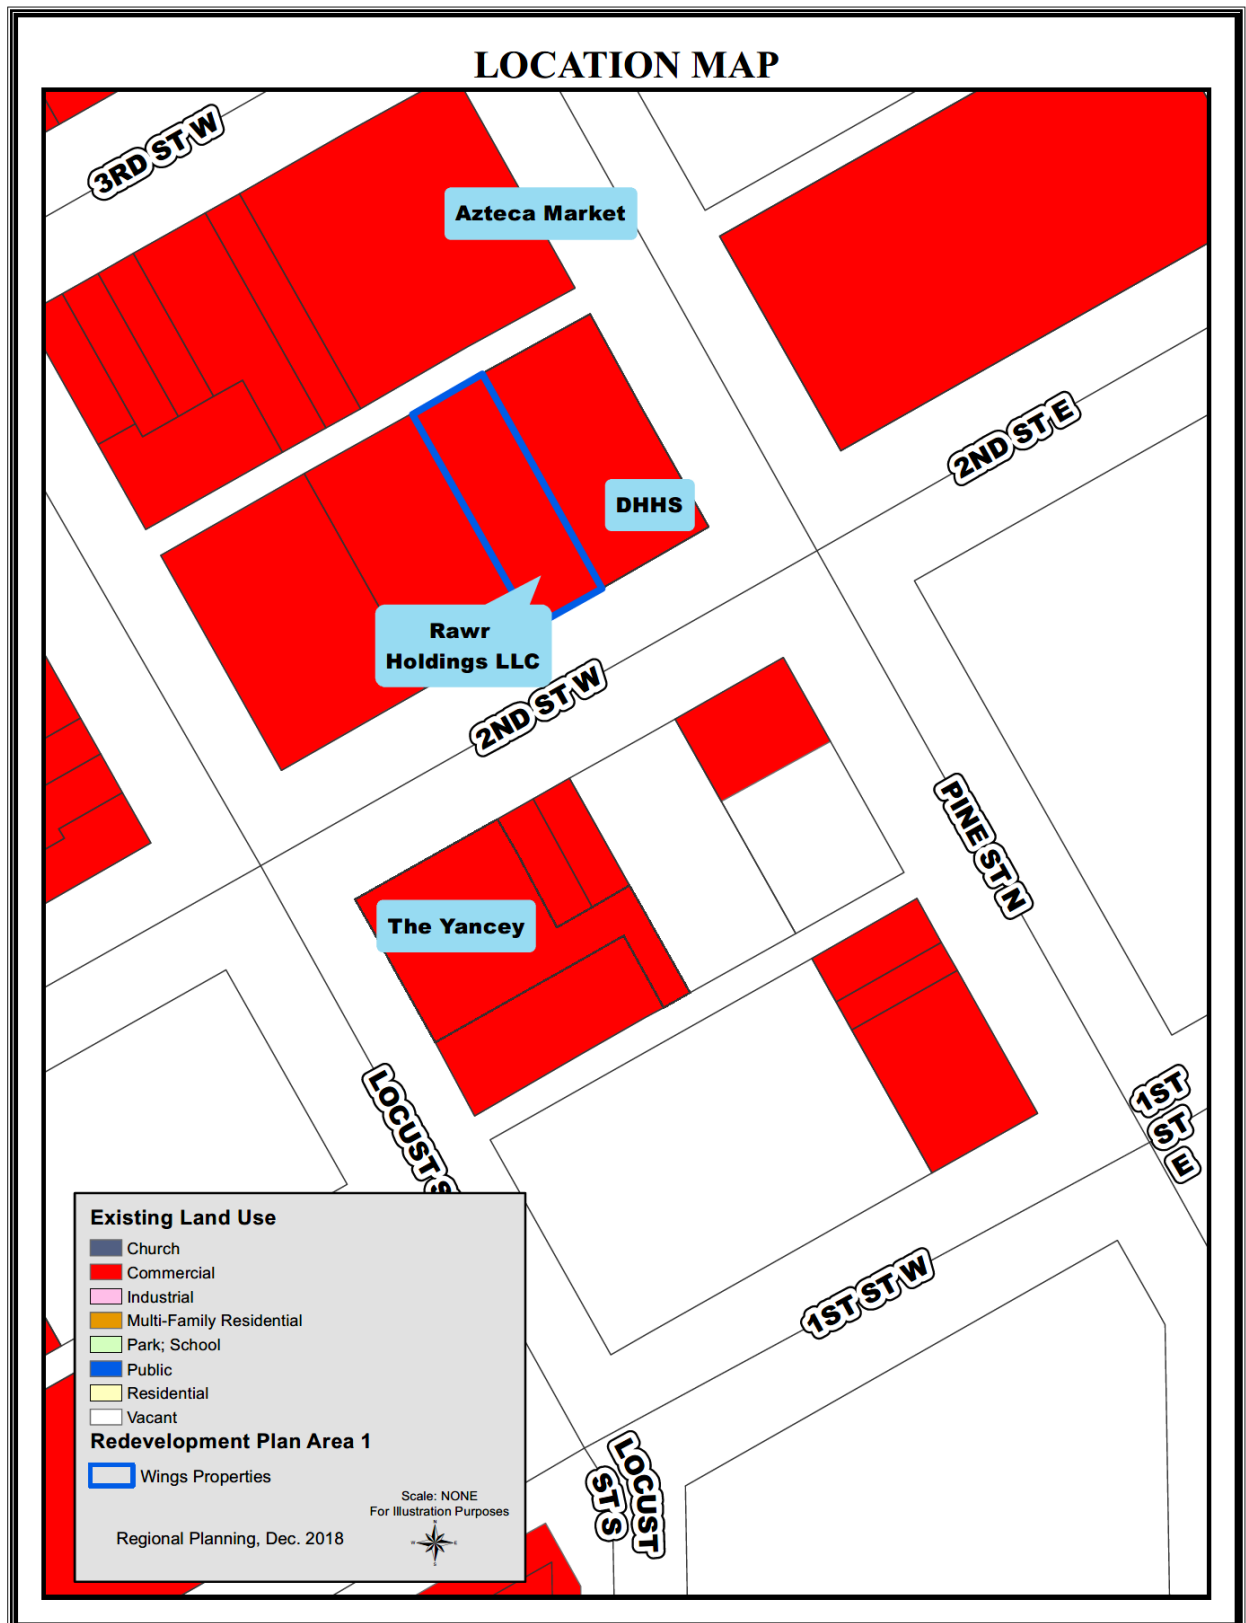 LOCATION MAP
3RD ST W
Azteca Market
2ND ST E
DHHS
Rawr
Holdings LLC
2ND ST W
PINE ST N
The Yancey
LOCUST S
1ST
ST
E
1ST ST W
LOCUST
ST S
Existing Land Use
Church
Commercial
Industrial
Multi-Family Residential
Park; School
Public
Residential
Vacant
Redevelopment Plan Area 1
Wings Properties
Scale: NONE
For Illustration Purposes
Regional Planning, Dec. 2018